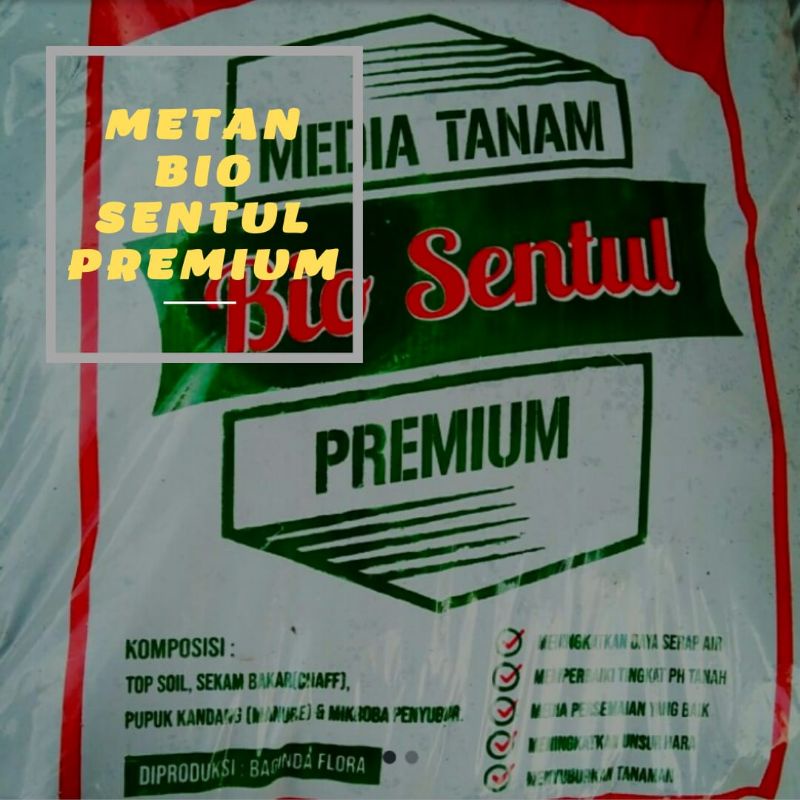 METAN
BIO
SENTUL
PREMIUM
MEDIA TANAM
Bio Sentul
PREMIUM
KOMPOSISI :
TOP SOIL, SEKAM BAKAR(CHAFF),
PUPUK KANDANG (MANURE) & MIKROBA PENYUBUR.
DIPRODUKSI : BAGINDA FLORA
MENINGKATKAN DAYA SERAP AIR
MEMPERBAIKI TINGKAT PH TANAH
MEDIA PERSEMAIAN YANG BAIK
MENINGKATKAN UNSUR HARA
MENYUBURKAN TANAMAN